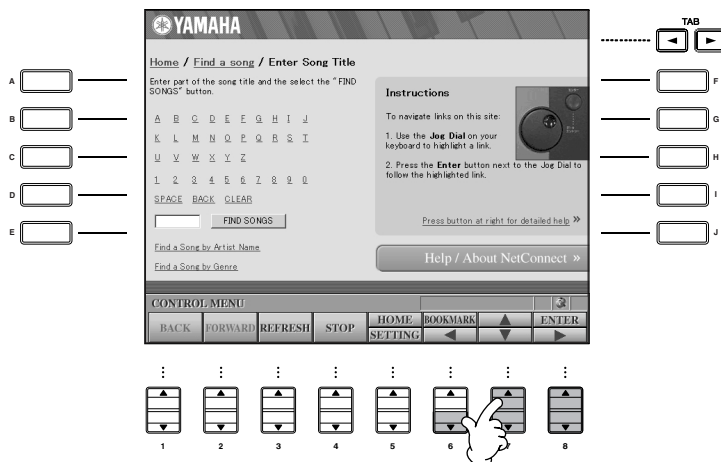 YAMAHA
TAB
Home / Find a song / Enter Song Title
Enter part of the song title and the select the "FIND
SONGS" button.
A B C D E F G H I J
K L M N O P Q R S T
U V W X Y Z
1 2 3 4 5 6 7 8 9 0
SPACE BACK CLEAR
FIND SONGS
Find a Song by Artist Name
Find a Song by Genre
Instructions
To navigate links on this site:
1. Use the Jog Dial on your
keyboard to highlight a link.
2. Press the Enter button next to the Jog Dial to
follow the highlighted link.
Press button at right for detailed help »
Help / About NetConnect »
A
B
C
D
E
F
G
H
I
J
CONTROL MENU
BACK FORWARD REFRESH STOP HOME BOOKMARK ENTER
SETTING
1 2 3 4 5 6 7 8